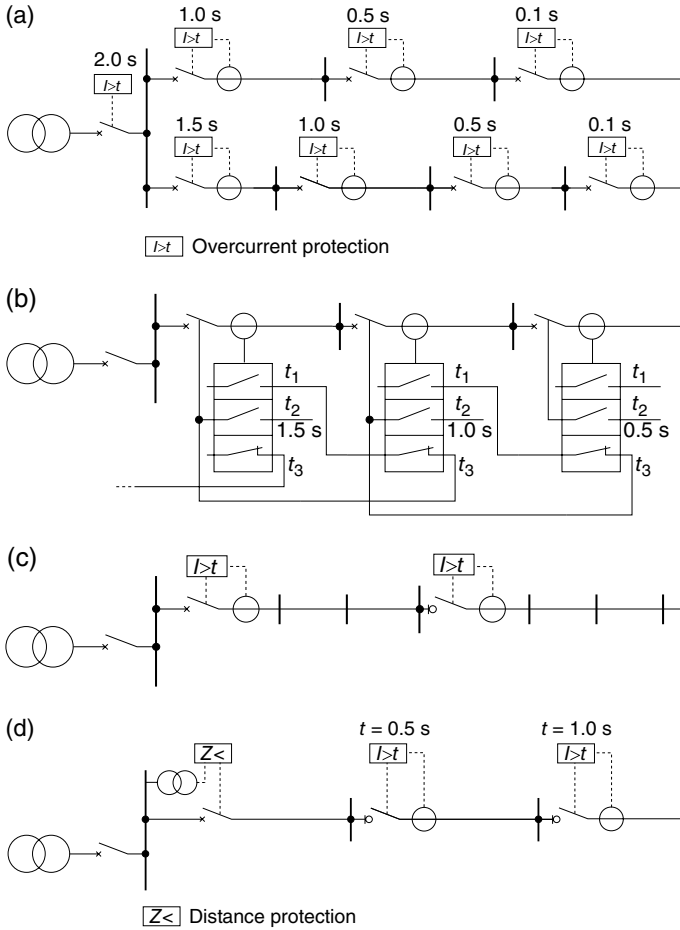 (a)
1.0 s 0.5 s 0.1 s
I>t I>t I>t
2.0 s
I>t
1.5 s 1.0 s 0.5 s 0.1 s
I>t I>t I>t I>t
I>t Overcurrent protection
(b)
t1 t1 t1
t2 t2 t2
1.5 s 1.0 s 0.5 s
t3 t3 t3
(c)
I>t I>t
(d)
t = 0.5 s t = 1.0 s
Z< I>t I>t
Z< Distance protection